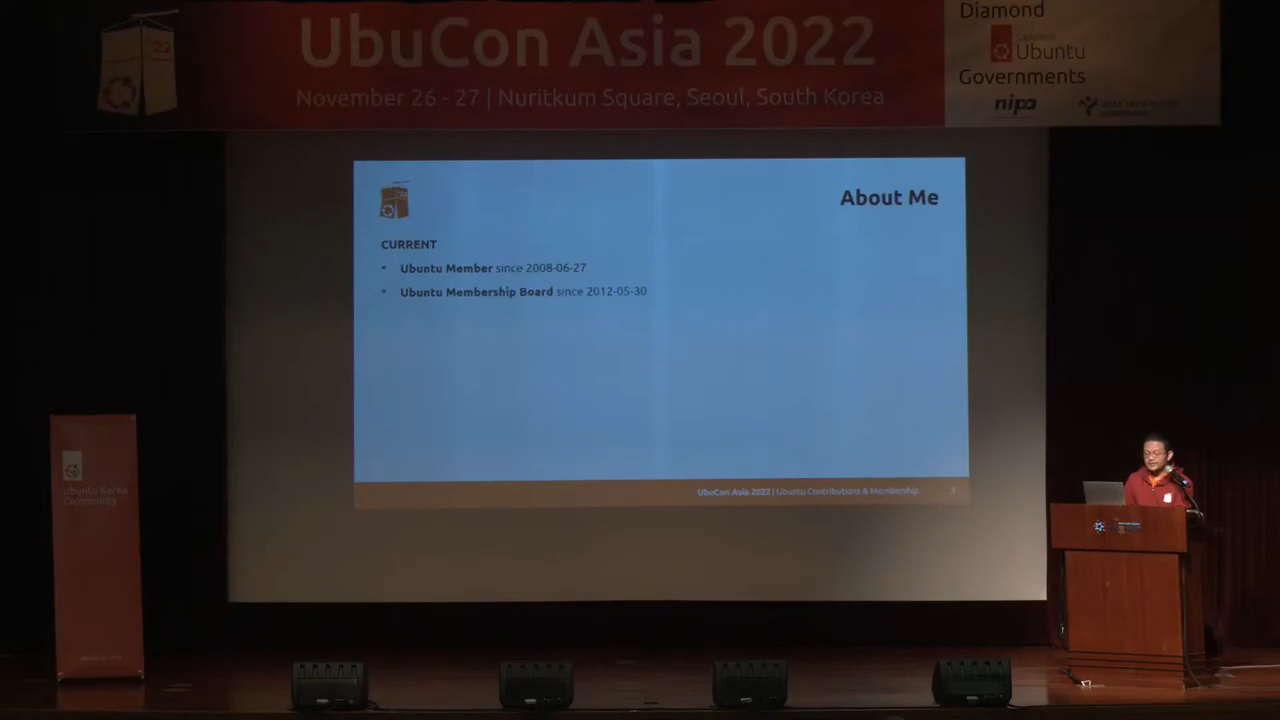 UbuCon Asia 2022
November 26 - 27 | Nuritkum Square, Seoul, South Korea
Diamond
Canonical
Ubuntu
Governments
nipa
'22
About Me
CURRENT
• Ubuntu Member since 2008-06-27
• Ubuntu Membership Board since 2012-05-30
UbuCon Asia 2022 | Ubuntu Contributions & Membership
Ubuntu Korea
Community